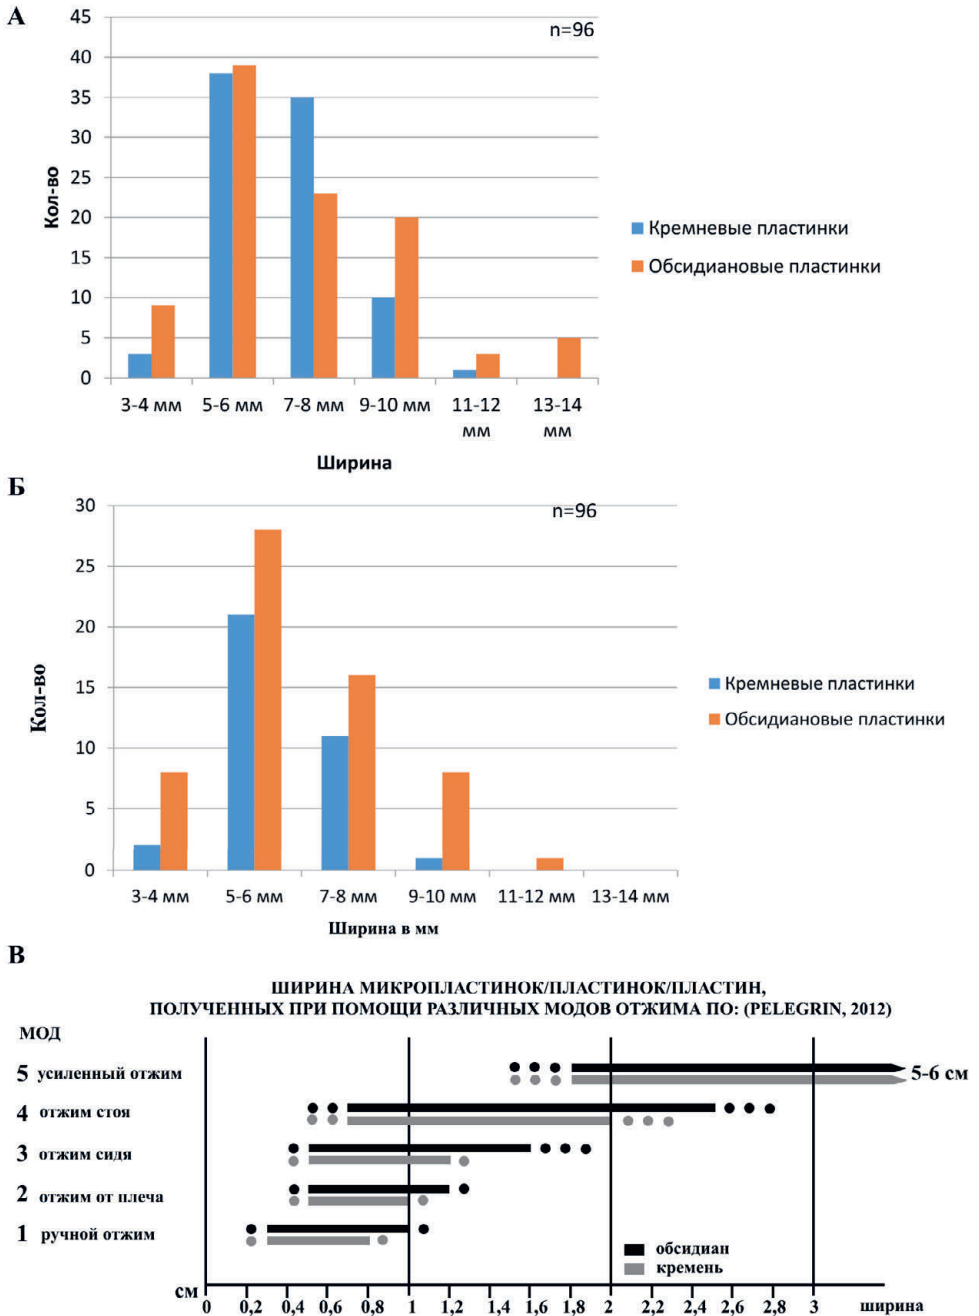 А
n=96
45
40
35
30
25
20
15
10
5
0
Кол-во
3-4 мм 5-6 мм 7-8 мм 9-10 мм 11-12 мм 13-14 мм
Ширина
Кремневые пластинки
Обсидиановые пластинки
Б
n=96
30
25
20
15
10
5
0
Кол-во
3-4 мм 5-6 мм 7-8 мм 9-10 мм 11-12 мм 13-14 мм
Ширина в мм
Кремневые пластинки
Обсидиановые пластинки
В
ШИРИНА МИКРОПЛАСТИНОК/ПЛАСТИНОК/ПЛАСТИН,
ПОЛУЧЕННЫХ ПРИ ПОМОЩИ РАЗЛИЧНЫХ МОДОВ ОТЖИМА ПО: (PELEGRIN, 2012)
МОД
5 усиленный отжим
5-6 см
4 отжим стоя
3 отжим сидя
2 отжим от плеча
1 ручной отжим
обсидиан
кремень
см
0 0,2 0,4 0,6 0,8 1 1,2 1,4 1,6 1,8 2 2,2 2,4 2,6 2,8 3 ширина